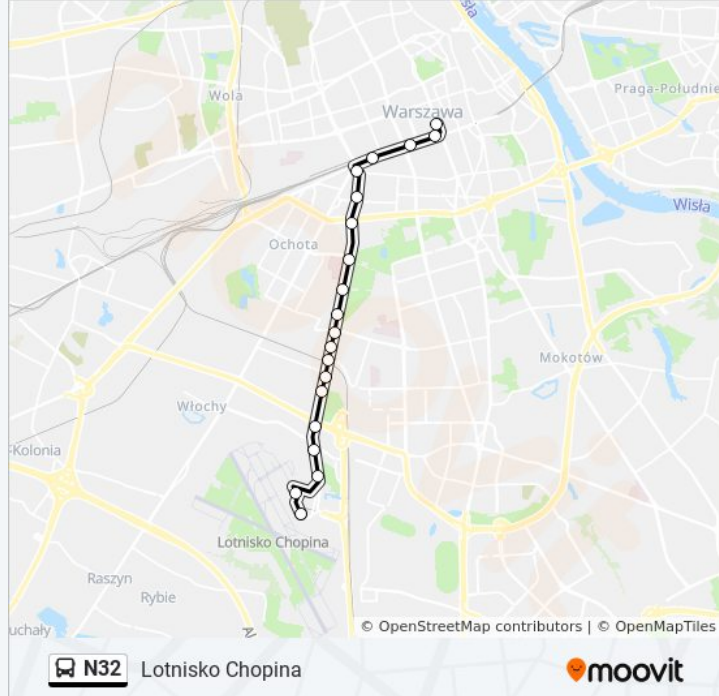 Wola
Warszawa
Praga-Południe
Wisła
Ochota
Mokotów
Włochy
-Kolonia
Lotnisko Chopina
Raszyn
Rybie
uchały
Al
© OpenStreetMap contributors | © OpenMapTiles
N32 Lotnisko Chopina
moovit